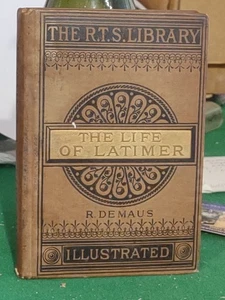 THE R.T.S. LIBRARY
THE LIFE
OF LATIMER
R. DEMAUS
ILLUSTRATED